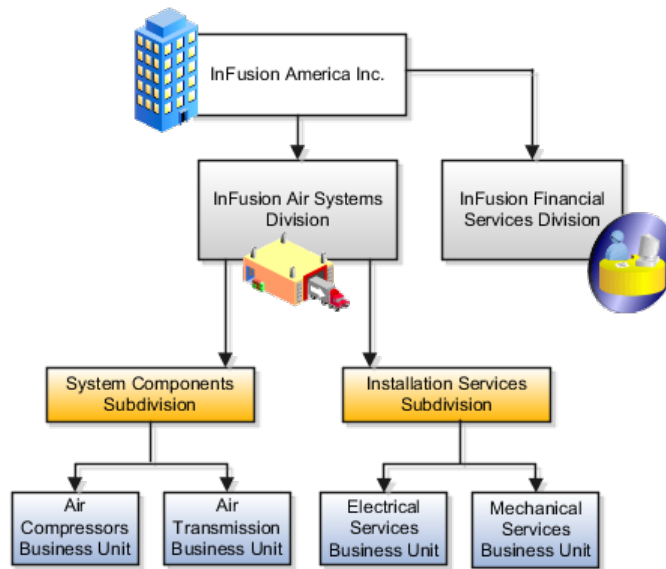 InFusion America Inc.
InFusion Air Systems
Division
InFusion Financial
Services Division
System Components
Subdivision
Installation Services
Subdivision
Air
Compressors
Business Unit
Air
Transmission
Business Unit
Electrical
Services
Business Unit
Mechanical
Services
Business Unit